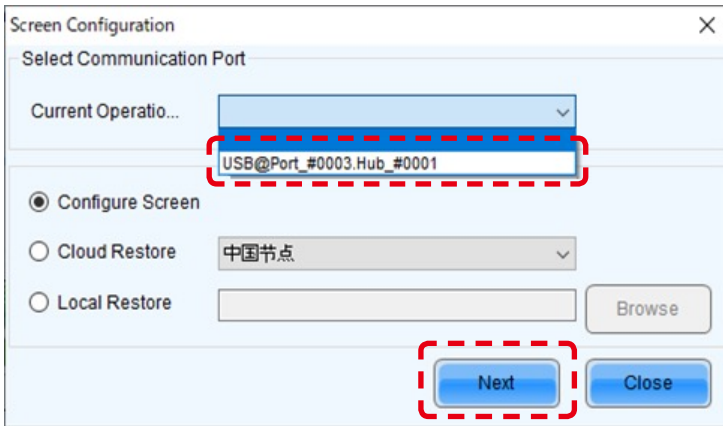 Screen Configuration
Select Communication Port
Current Operatio...
USB@Port_#0003.Hub_#0001
Configure Screen
Cloud Restore
中国节点
Local Restore
Browse
Next
Close